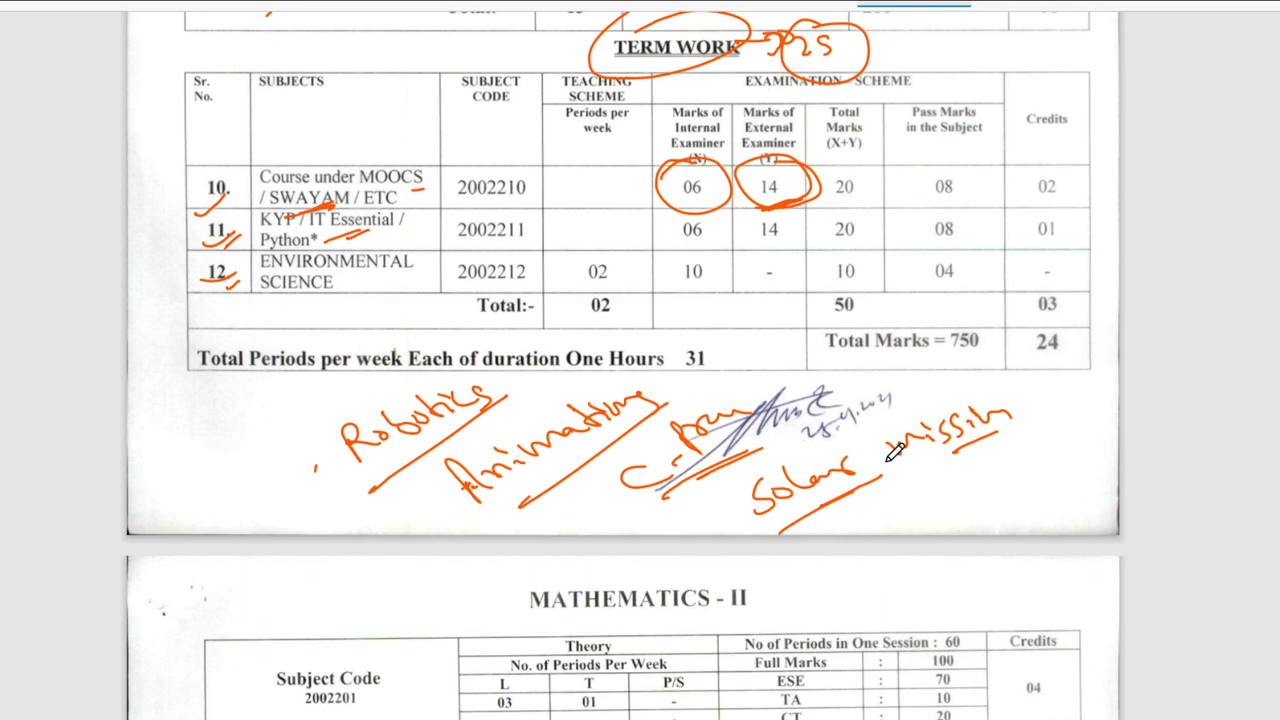 TERM WORK → 25
Sr. No. SUBJECTS SUBJECT CODE TEACHING SCHEME EXAMINATION - SCHEME
Periods per week Marks of Internal Examiner (X) Marks of External Examiner (Y) Total Marks (X+Y) Pass Marks in the Subject Credits
10. Course under MOOCS / SWAYAM / ETC 2002210 06 14 20 08 02
11. KYP / IT Essential / Python* 2002211 06 14 20 08 01
12. ENVIRONMENTAL SCIENCE 2002212 02 10 - 10 04 -
Total:- 02 50 03
Total Periods per week Each of duration One Hours 31 Total Marks = 750 24
Robotics
Animations
Solar mission
MATHEMATICS - II
Subject Code 2002201
Theory No of Periods in One Session : 60 Credits
No. of Periods Per Week Full Marks : 100 04
L T P/S ESE : 70
03 01 - TA : 10
CT : 20